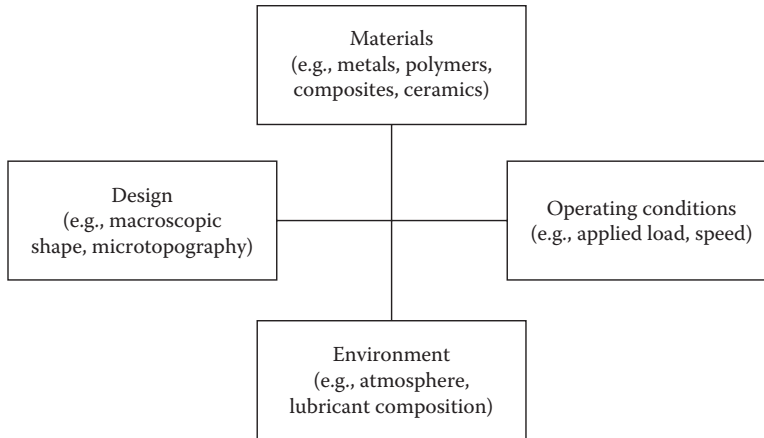 Materials
(e.g., metals, polymers,
composites, ceramics)
Design
(e.g., macroscopic
shape, microtopography)
Operating conditions
(e.g., applied load, speed)
Environment
(e.g., atmosphere,
lubricant composition)